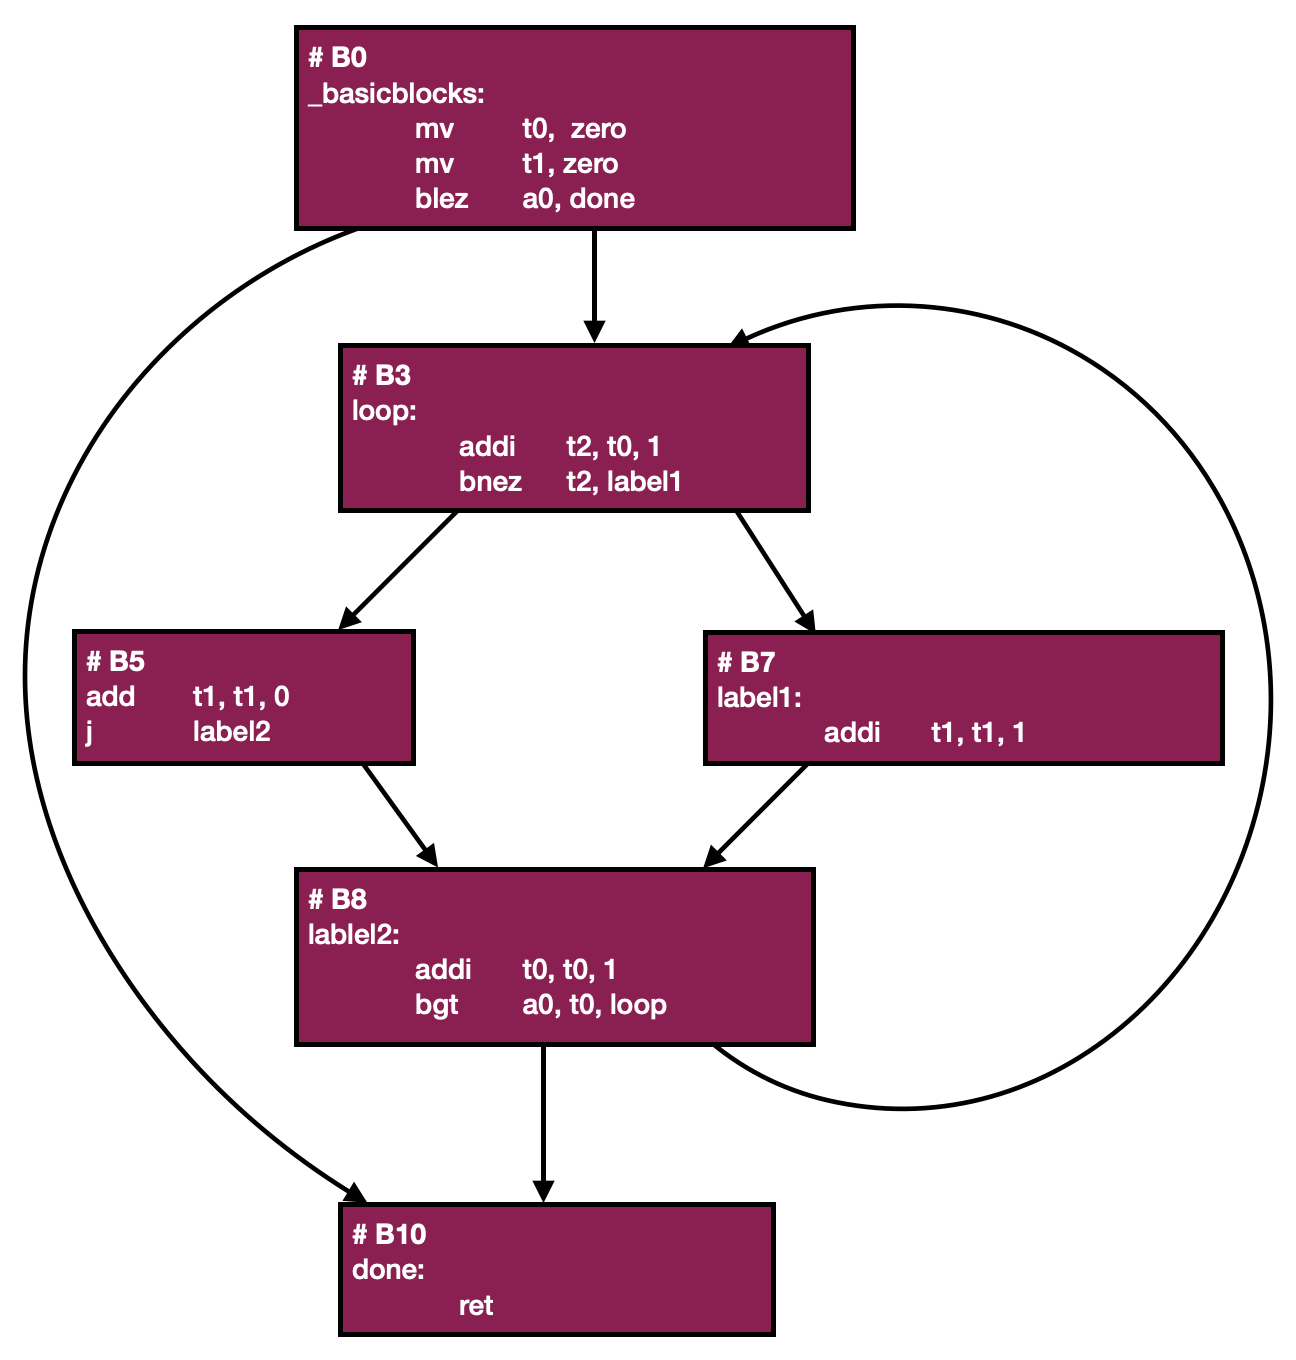 # B0
_basicblocks:
mv t0, zero
mv t1, zero
blez a0, done
# B3
loop:
addi t2, t0, 1
bnez t2, label1
# B5
add t1, t1, 0
j label2
# B7
label1:
addi t1, t1, 1
# B8
lablel2:
addi t0, t0, 1
bgt a0, t0, loop
# B10
done:
ret